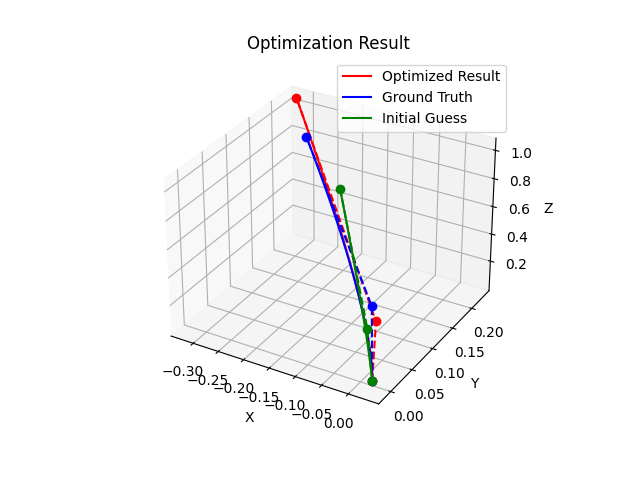 Optimization Result
Optimized Result
Ground Truth
Initial Guess
1.0
0.8
0.6
0.4
0.2
Z
0.20
0.15
0.10
0.05
0.00
Y
−0.30
−0.25
−0.20
−0.15
−0.10
−0.05
0.00
X